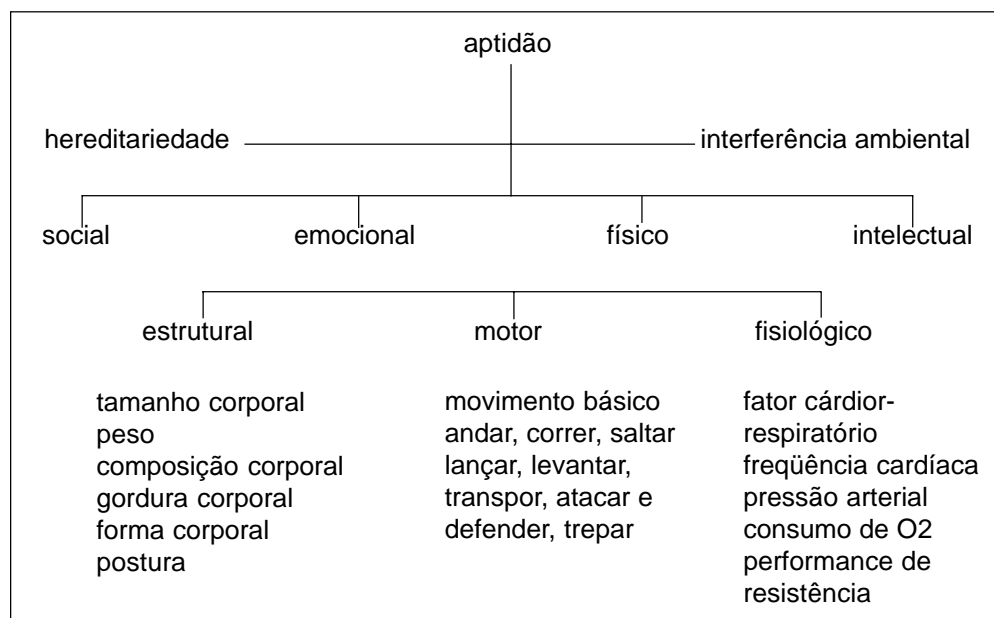 aptidão
hereditariedade
interferência ambiental
social
emocional
físico
intelectual
estrutural
motor
fisiológico
tamanho corporal
peso
composição corporal
gordura corporal
forma corporal
postura
movimento básico
andar, correr, saltar
lançar, levantar,
transpor, atacar e
defender, trepar
fator cárdior-
respiratório
freqüência cardíaca
pressão arterial
consumo de O2
performance de
resistência